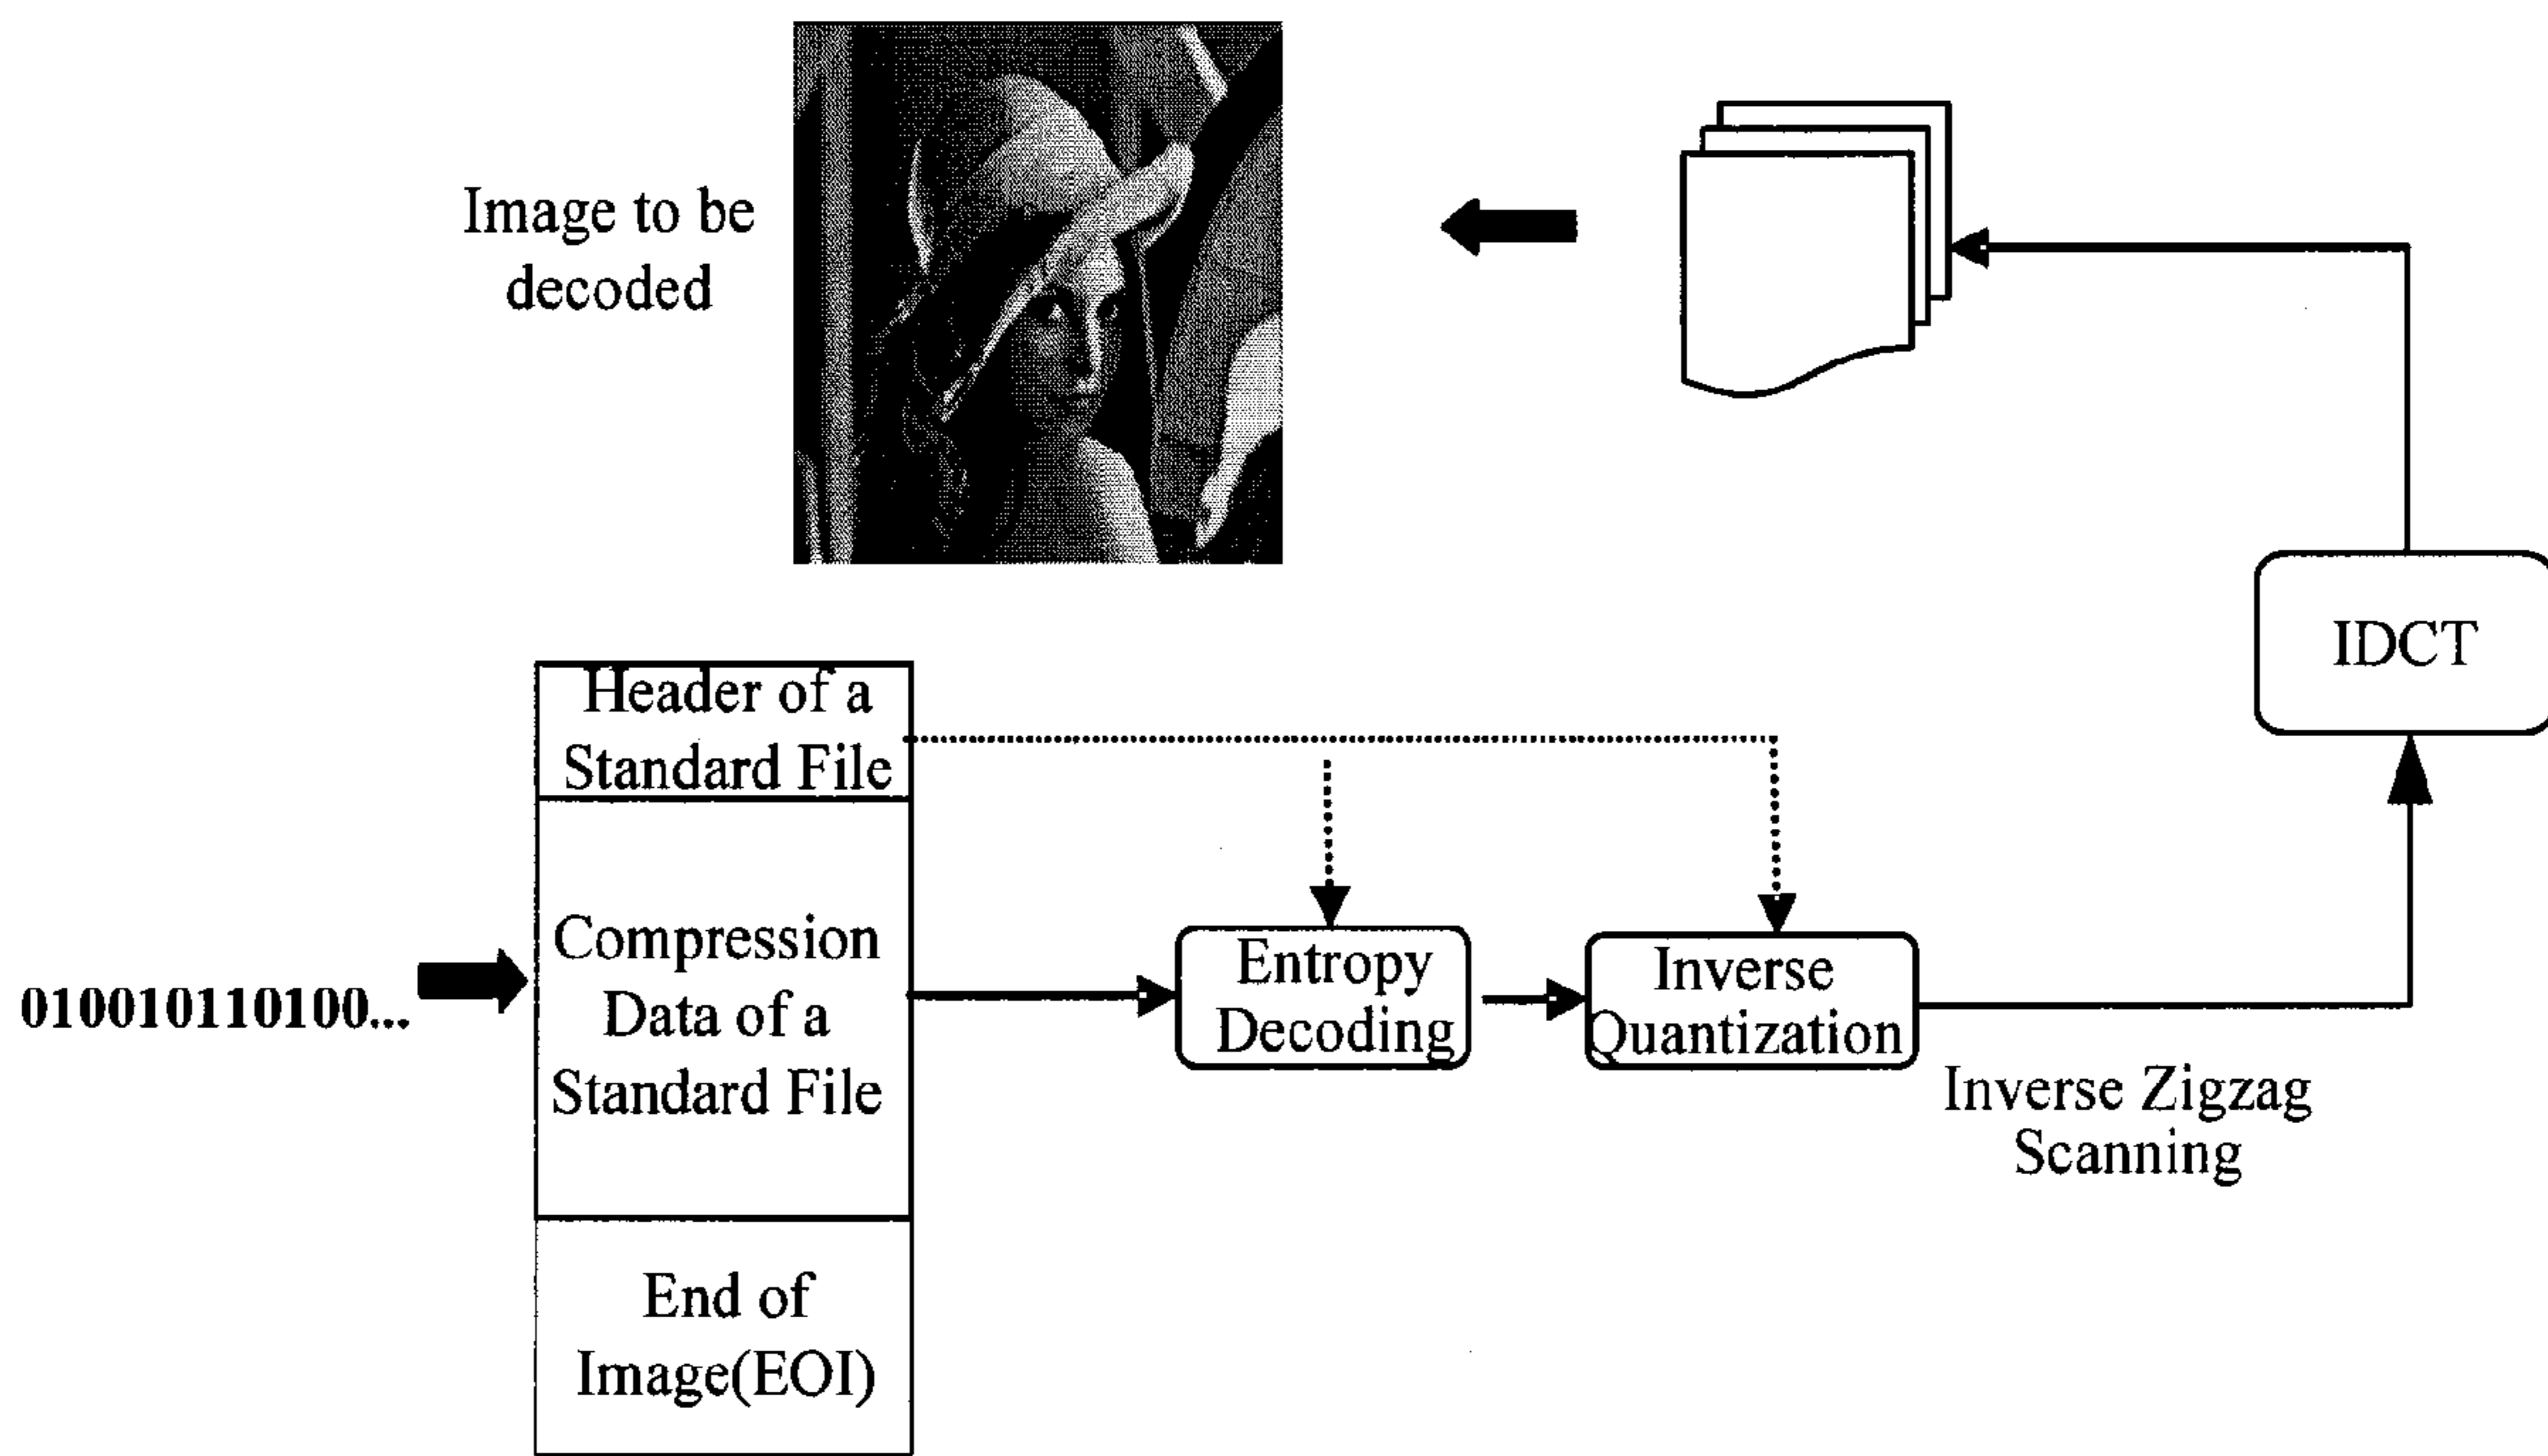 Image to be
decoded
IDCT
Header of a
Standard File
Compression
Data of a
Standard File
End of
Image(EOI)
010010110100...
Entropy
Decoding
Inverse
Quantization
Inverse Zigzag
Scanning